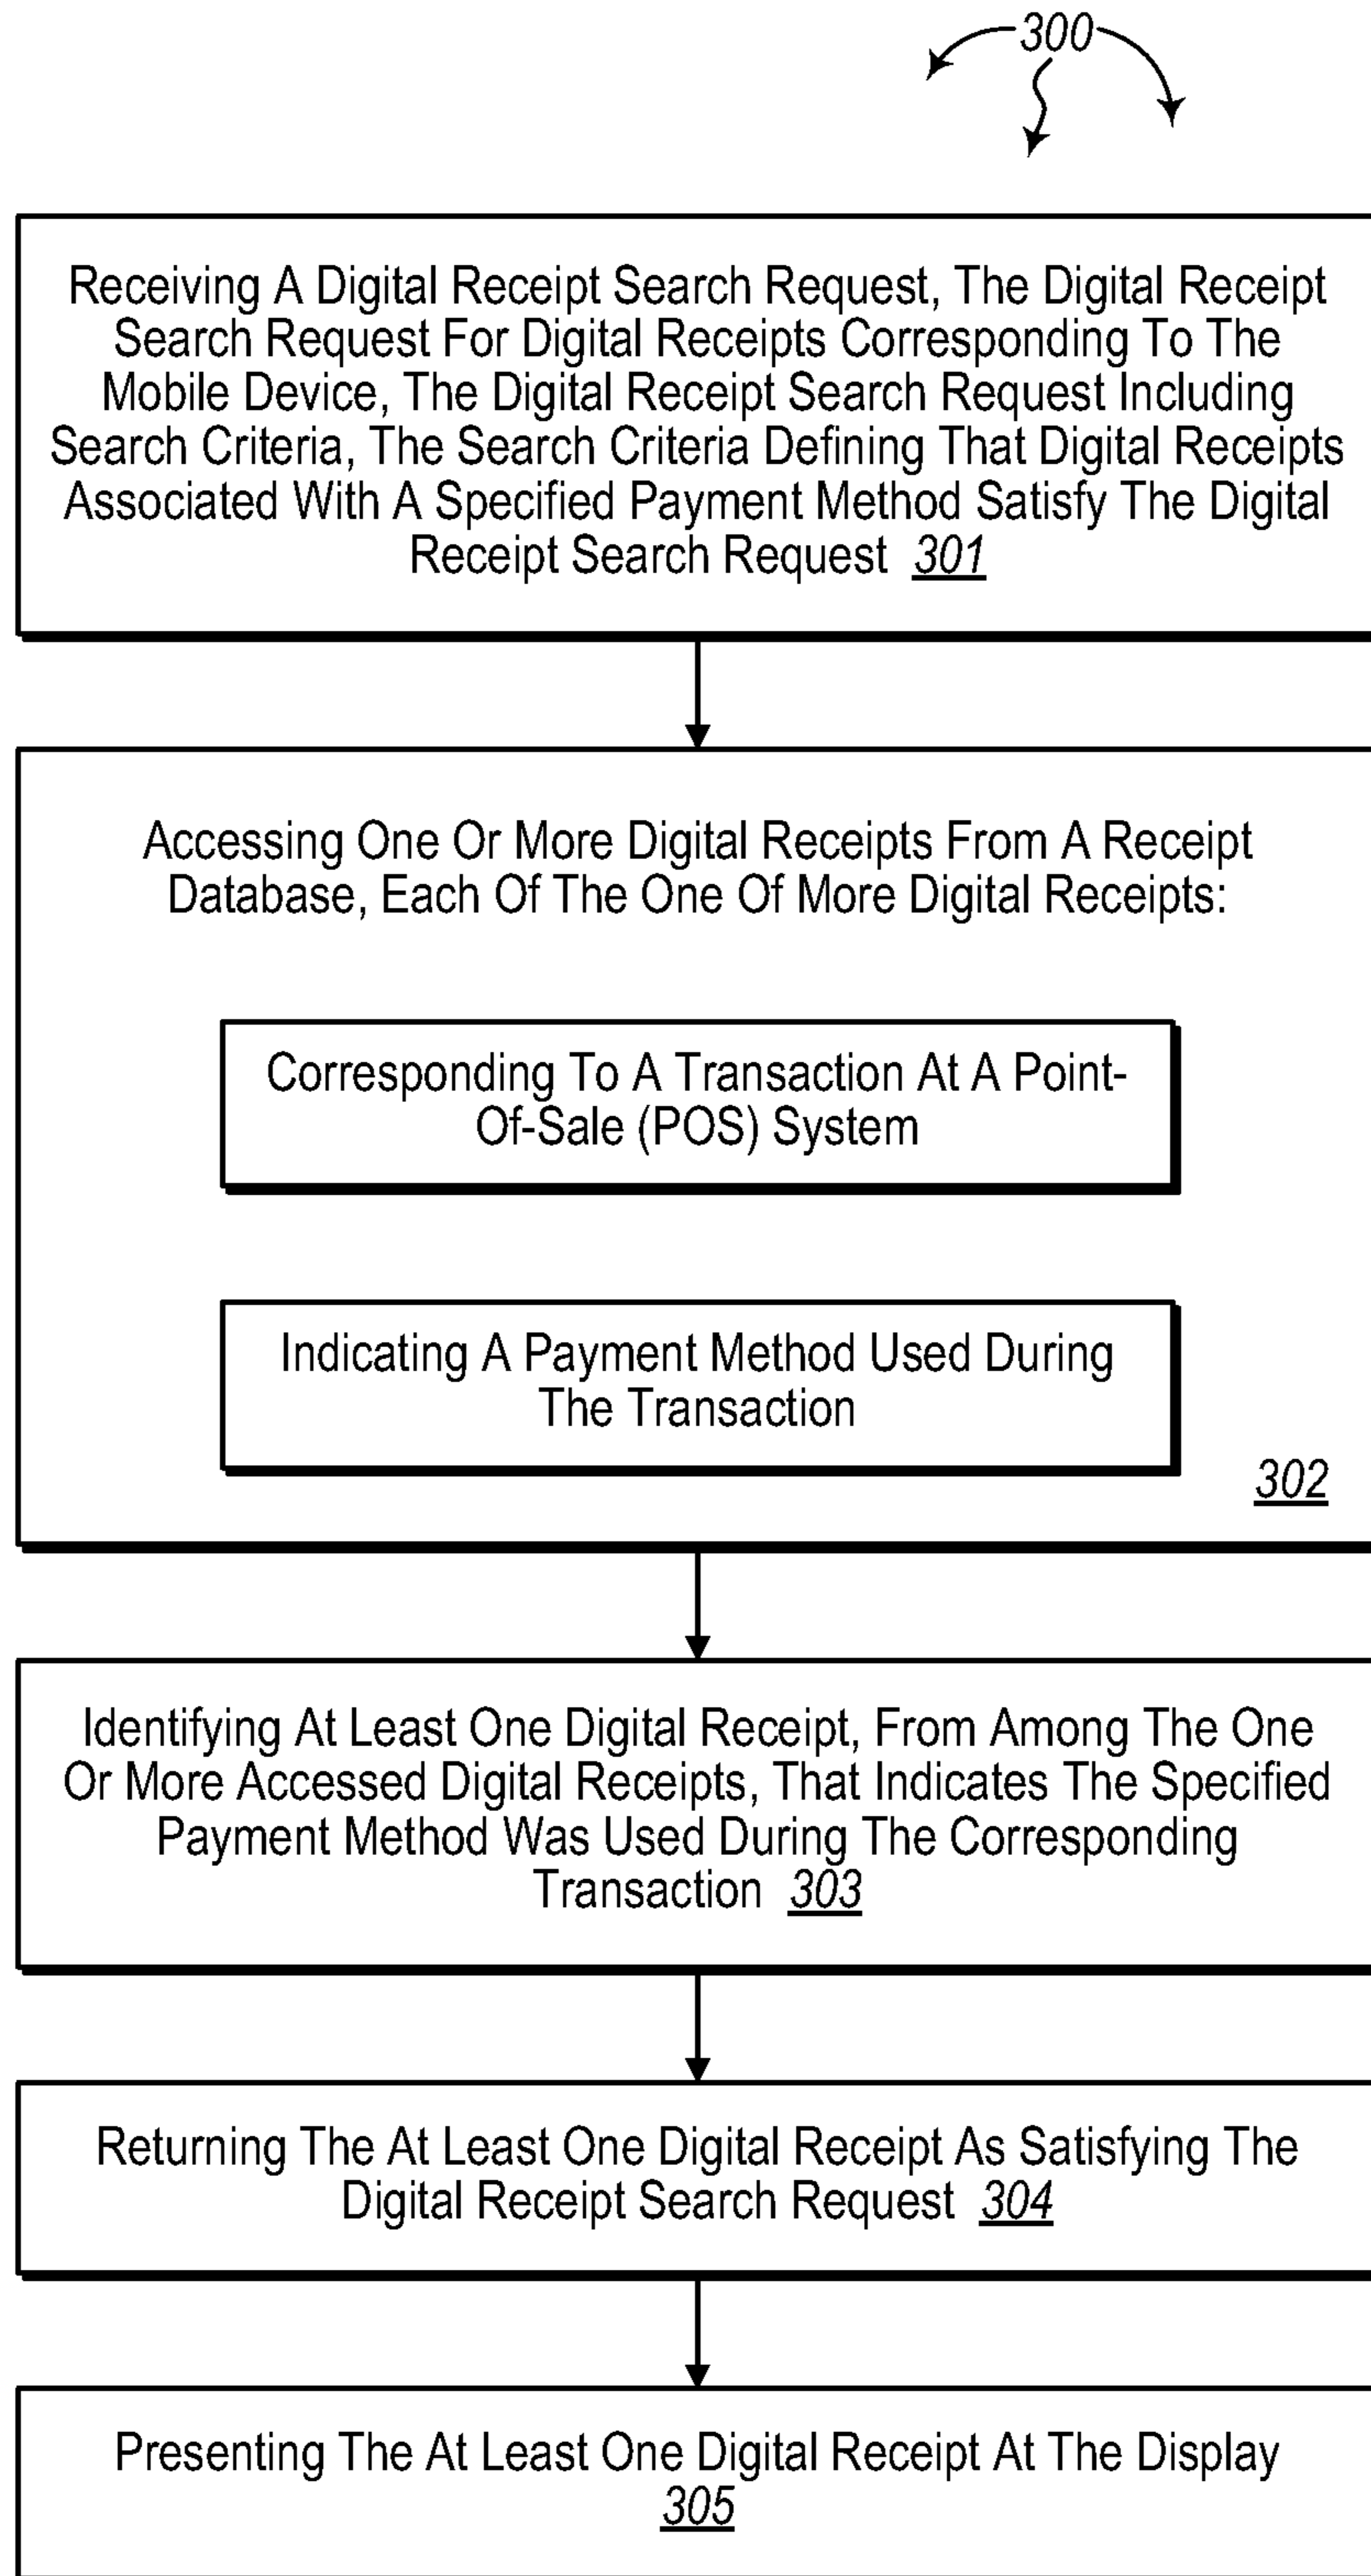 300
Receiving A Digital Receipt Search Request, The Digital Receipt
Search Request For Digital Receipts Corresponding To The
Mobile Device, The Digital Receipt Search Request Including
Search Criteria, The Search Criteria Defining That Digital Receipts
Associated With A Specified Payment Method Satisfy The Digital
Receipt Search Request 301
Accessing One Or More Digital Receipts From A Receipt
Database, Each Of The One Of More Digital Receipts:
Corresponding To A Transaction At A Point-
Of-Sale (POS) System
Indicating A Payment Method Used During
The Transaction
302
Identifying At Least One Digital Receipt, From Among The One
Or More Accessed Digital Receipts, That Indicates The Specified
Payment Method Was Used During The Corresponding
Transaction 303
Returning The At Least One Digital Receipt As Satisfying The
Digital Receipt Search Request 304
Presenting The At Least One Digital Receipt At The Display
305